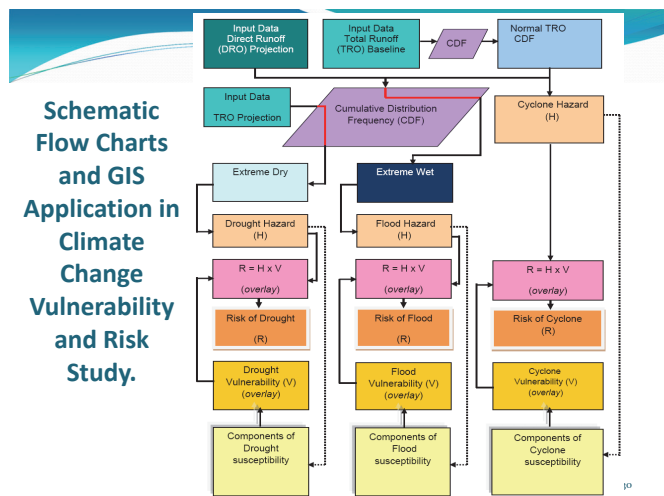 Schematic
Flow Charts
and GIS
Application in
Climate
Change
Vulnerability
and Risk
Study.
Input Data
Direct Runoff
(DRO) Projection
Input Data
Total Runoff
(TRO) Baseline
CDF
Normal TRO
CDF
Input Data
TRO Projection
Cumulative Distribution
Frequency (CDF)
Cyclone Hazard
(H)
Extreme Dry
Extreme Wet
Drought Hazard
(H)
Flood Hazard
(H)
R = H x V
(overlay)
R = H x V
(overlay)
R = H x V
(overlay)
Risk of Drought
(R)
Risk of Flood
(R)
Risk of Cyclone
(R)
Drought
Vulnerability (V)
(overlay)
Flood
Vulnerability (V)
(overlay)
Cyclone
Vulnerability (V)
(overlay)
Components of
Drought
susceptibility
Components of
Flood
susceptibility
Components of
Cyclone
susceptibility